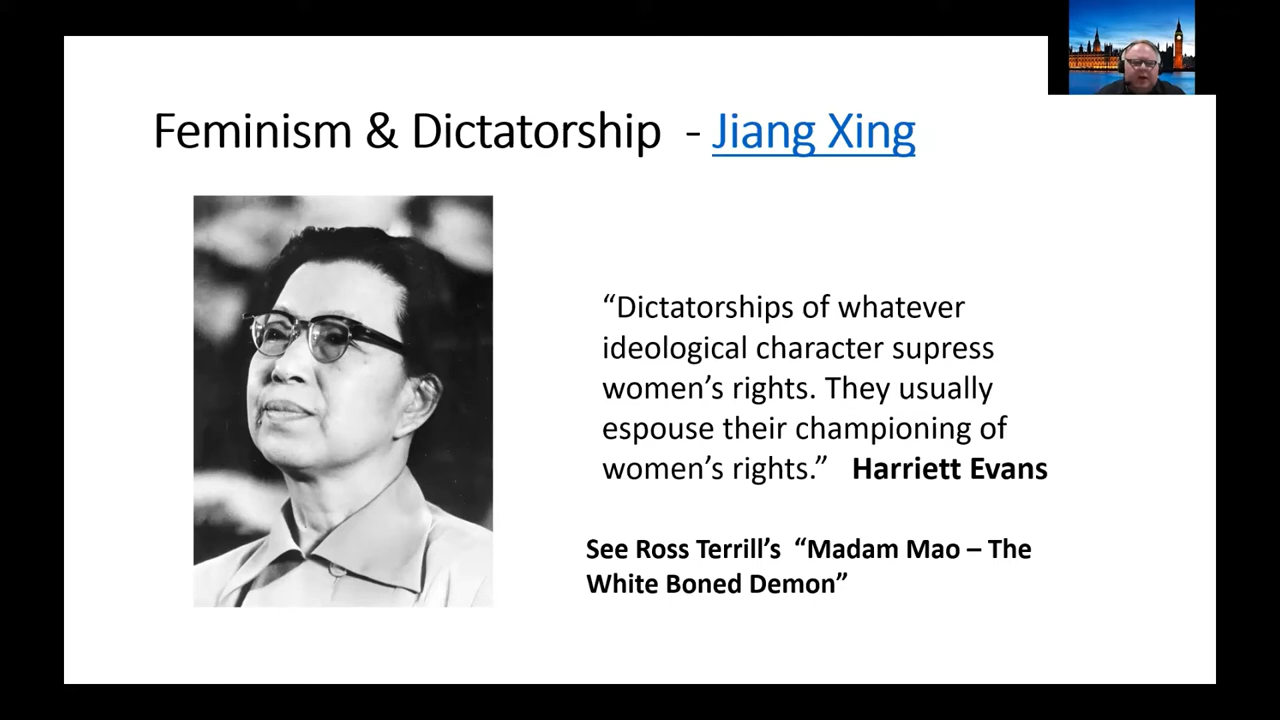 Feminism & Dictatorship - Jiang Xing
“Dictatorships of whatever
ideological character supress
women’s rights. They usually
espouse their championing of
women’s rights.” Harriett Evans
See Ross Terrill’s “Madam Mao – The
White Boned Demon”